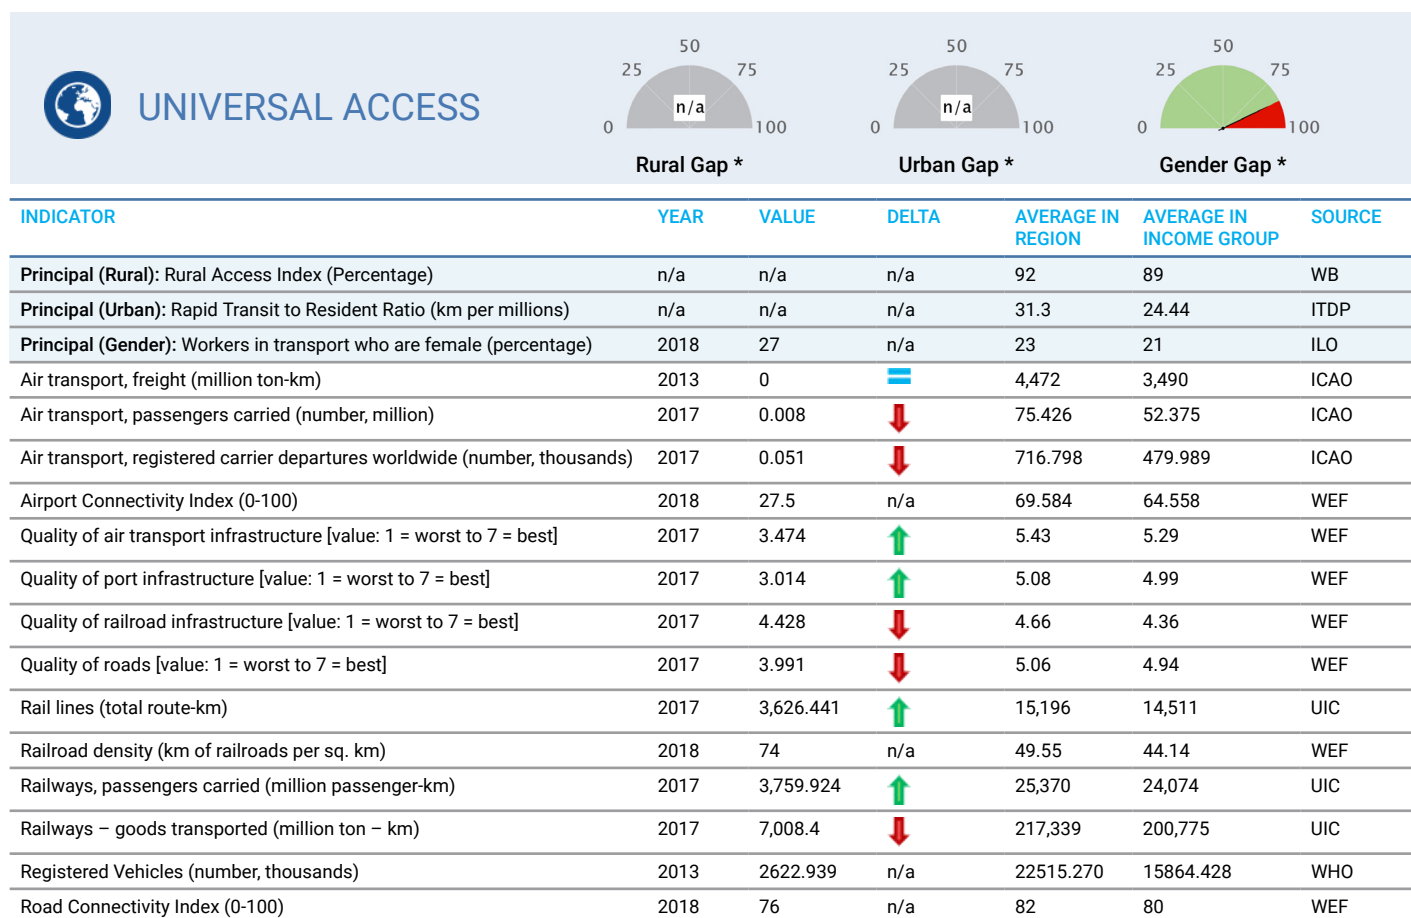 UNIVERSAL ACCESS
0 25 50 75 100
n/a
Rural Gap *
0 25 50 75 100
n/a
Urban Gap *
0 25 50 75 100
Gender Gap *
INDICATOR YEAR VALUE DELTA AVERAGE IN REGION AVERAGE IN INCOME GROUP SOURCE
Principal (Rural): Rural Access Index (Percentage) n/a n/a n/a 92 89 WB
Principal (Urban): Rapid Transit to Resident Ratio (km per millions) n/a n/a n/a 31.3 24.44 ITDP
Principal (Gender): Workers in transport who are female (percentage) 2018 27 n/a 23 21 ILO
Air transport, freight (million ton-km) 2013 0 4,472 3,490 ICAO
Air transport, passengers carried (number, million) 2017 0.008 75.426 52.375 ICAO
Air transport, registered carrier departures worldwide (number, thousands) 2017 0.051 716.798 479.989 ICAO
Airport Connectivity Index (0-100) 2018 27.5 n/a 69.584 64.558 WEF
Quality of air transport infrastructure [value: 1 = worst to 7 = best] 2017 3.474 5.43 5.29 WEF
Quality of port infrastructure [value: 1 = worst to 7 = best] 2017 3.014 5.08 4.99 WEF
Quality of railroad infrastructure [value: 1 = worst to 7 = best] 2017 4.428 4.66 4.36 WEF
Quality of roads [value: 1 = worst to 7 = best] 2017 3.991 5.06 4.94 WEF
Rail lines (total route-km) 2017 3,626.441 15,196 14,511 UIC
Railroad density (km of railroads per sq. km) 2018 74 n/a 49.55 44.14 WEF
Railways, passengers carried (million passenger-km) 2017 3,759.924 25,370 24,074 UIC
Railways – goods transported (million ton – km) 2017 7,008.4 217,339 200,775 UIC
Registered Vehicles (number, thousands) 2013 2622.939 n/a 22515.270 15864.428 WHO
Road Connectivity Index (0-100) 2018 76 n/a 82 80 WEF